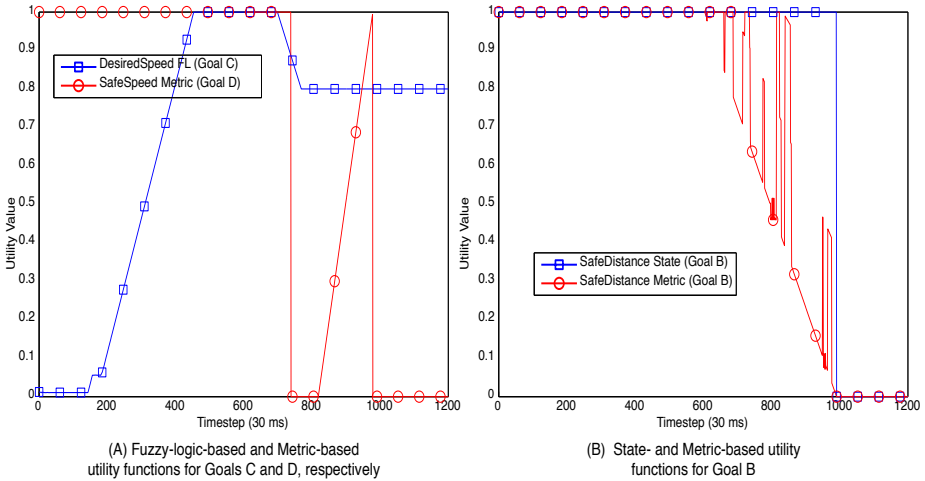 1
0.9
0.8
0.7
0.6
0.5
0.4
0.3
0.2
0.1
0
Utility Value
DesiredSpeed FL (Goal C)
SafeSpeed Metric (Goal D)
0 200 400 600 800 1000 1200
Timestep (30 ms)
(A) Fuzzy-logic-based and Metric-based
utility functions for Goals C and D, respectively
1
0.9
0.8
0.7
0.6
0.5
0.4
0.3
0.2
0.1
0
Utility Value
SafeDistance State (Goal B)
SafeDistance Metric (Goal B)
0 200 400 600 800 1000 1200
Timestep (30 ms)
(B) State- and Metric-based utility
functions for Goal B